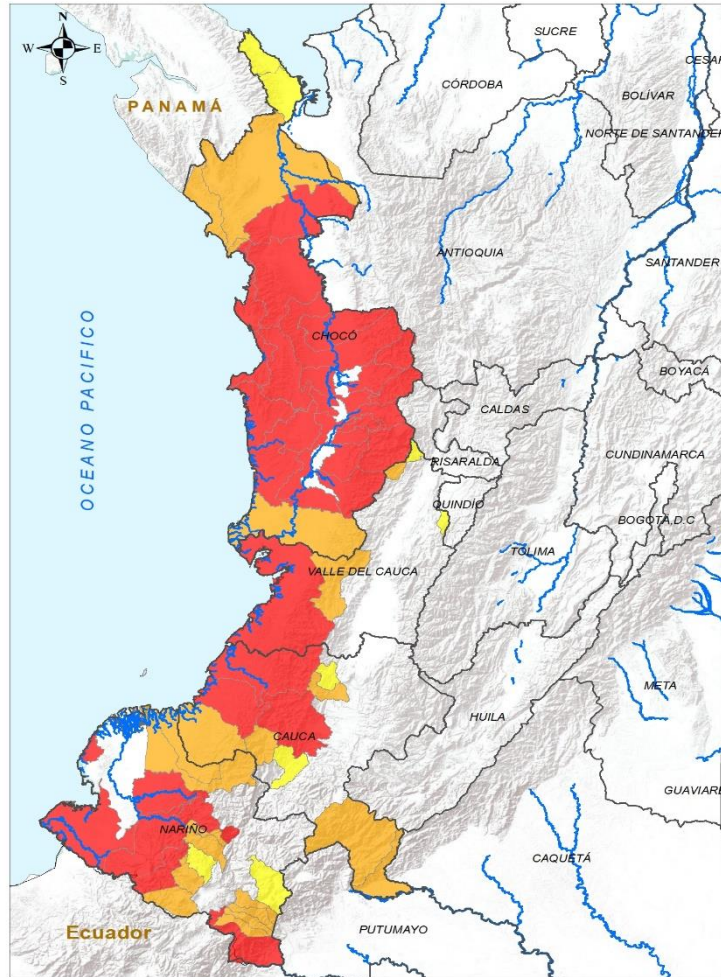 N
W E
S
SUCRE
CESAR
CÓRDOBA
BOLÍVAR
PANAMÁ
NORTE DE SANTANDER
ANTIOQUIA
SANTANDER
OCEANO PACIFICO
CHOCÓ
BOYACÁ
CALDAS
CUNDINAMARCA
RISARALDA
QUINDÍO
BOGOTÁ,D.C
TOLIMA
VALLE DEL CAUCA
META
HUILA
CAUCA
GUAVIARE
NARIÑO
CAQUETÁ
Ecuador
PUTUMAYO